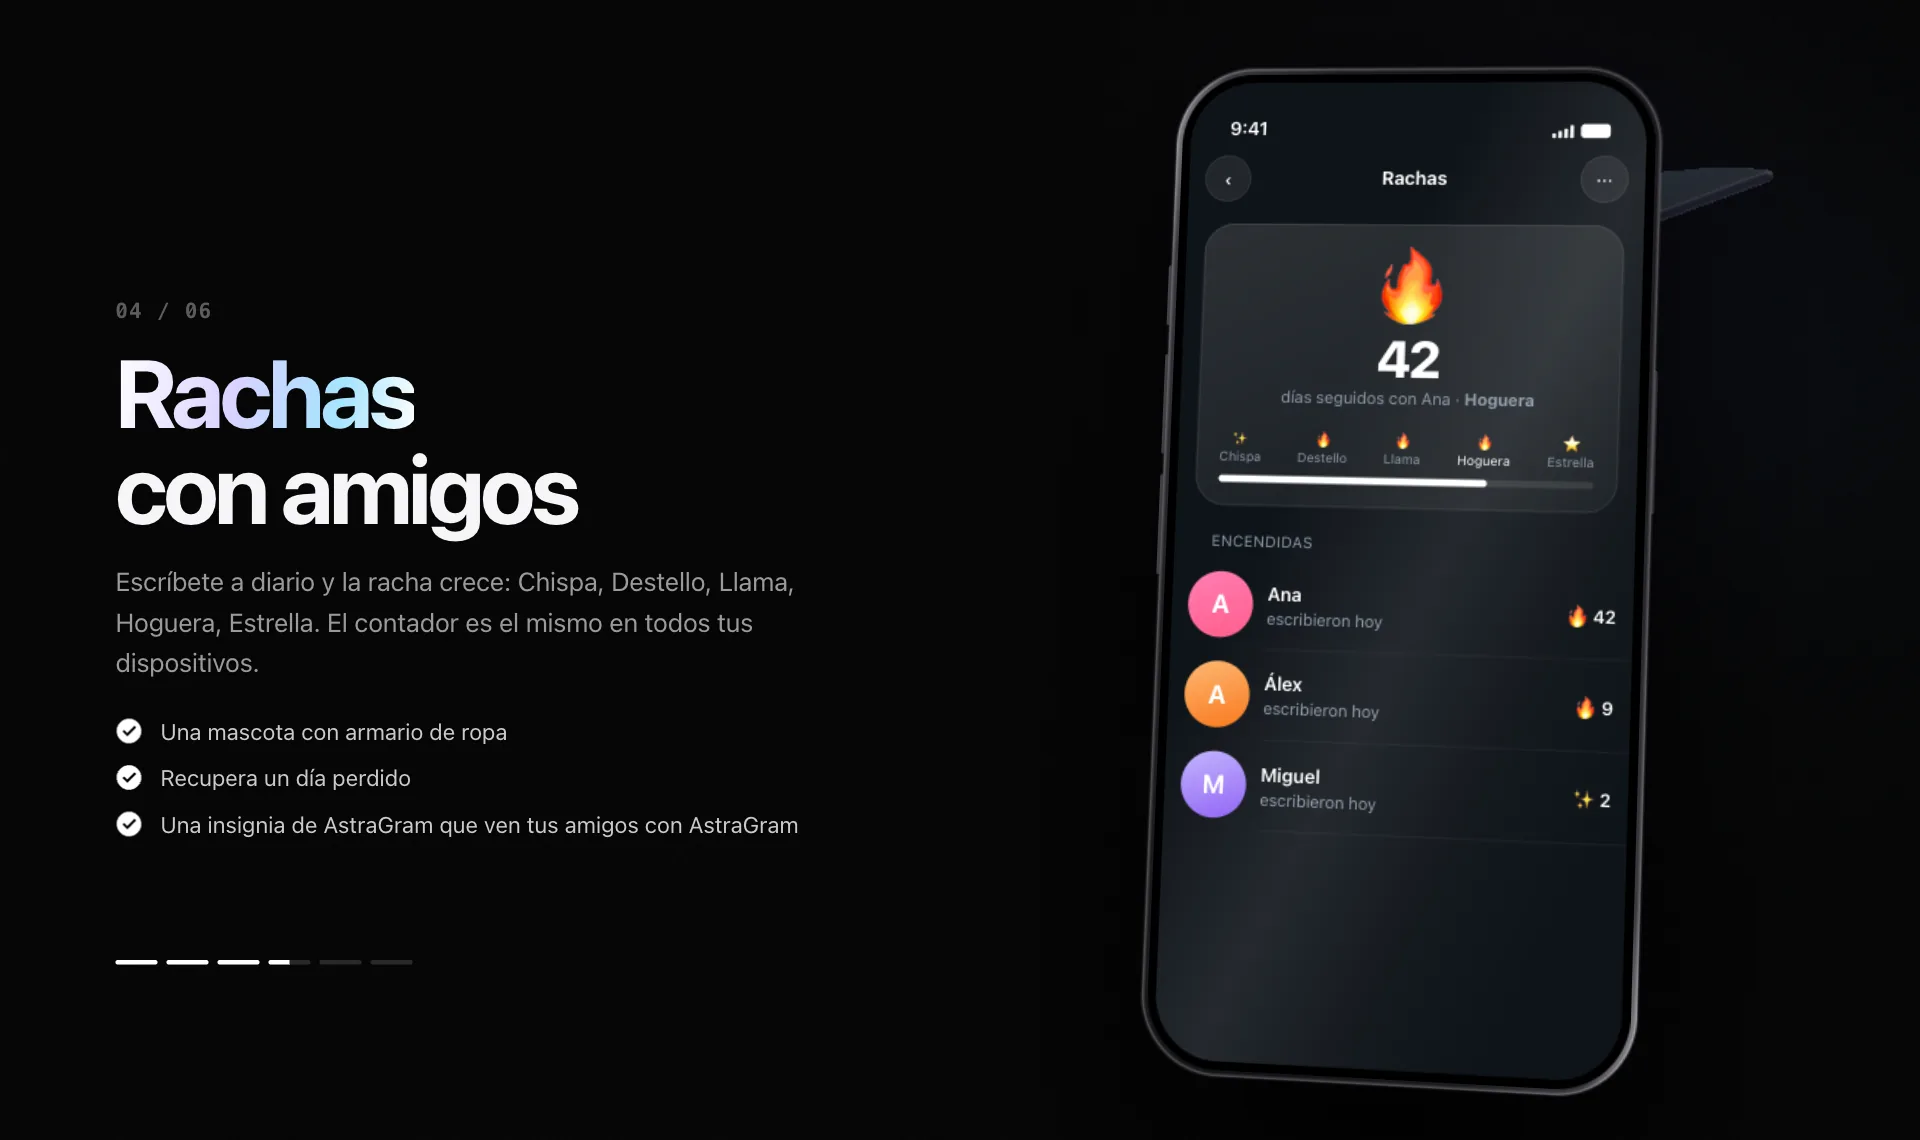 04 / 06
Rachas
con amigos
Escríbete a diario y la racha crece: Chispa, Destello, Llama,
Hoguera, Estrella. El contador es el mismo en todos tus
dispositivos.
Una mascota con armario de ropa
Recupera un día perdido
Una insignia de AstraGram que ven tus amigos con AstraGram
9:41
Rachas
42
días seguidos con Ana · Hoguera
Chispa Destello Llama Hoguera Estrella
ENCENDIDAS
A Ana 42
escribieron hoy
A Álex 9
escribieron hoy
M Miguel 2
escribieron hoy